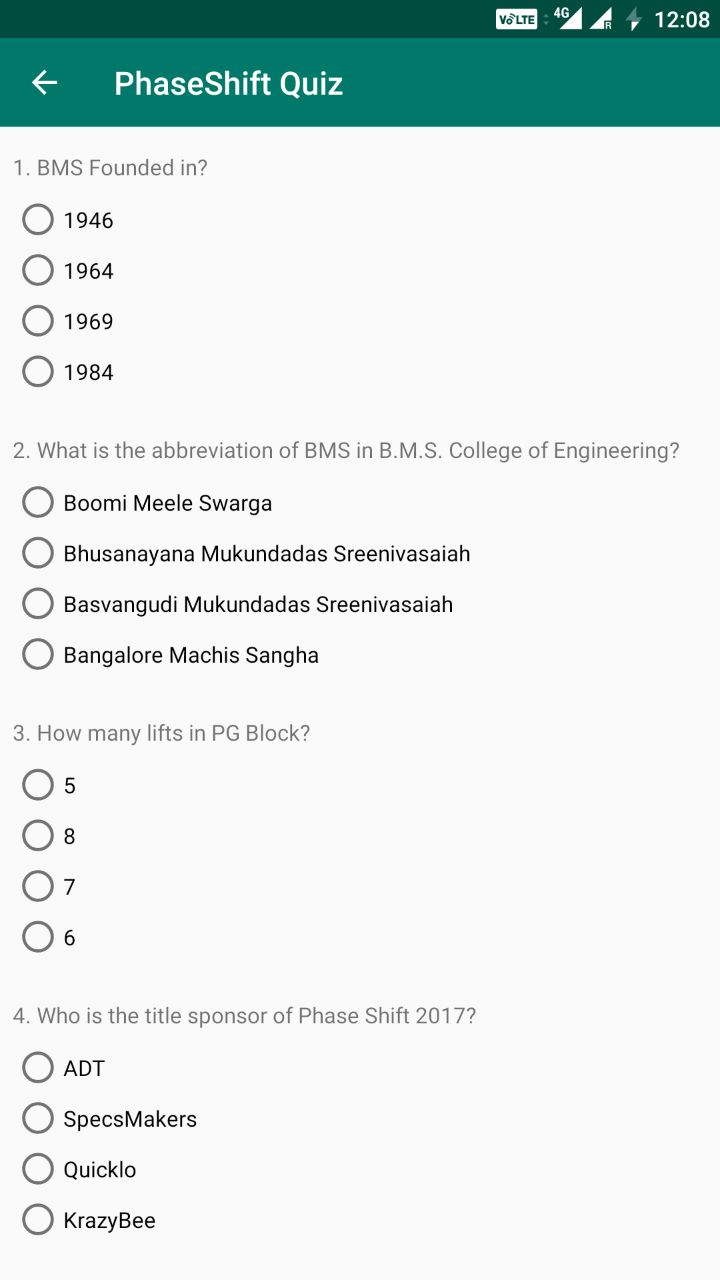 VoLTE 4G R 12:08
PhaseShift Quiz
1. BMS Founded in?
1946
1964
1969
1984
2. What is the abbreviation of BMS in B.M.S. College of Engineering?
Boomi Meele Swarga
Bhusanayana Mukundadas Sreenivasaiah
Basvangudi Mukundadas Sreenivasaiah
Bangalore Machis Sangha
3. How many lifts in PG Block?
5
8
7
6
4. Who is the title sponsor of Phase Shift 2017?
ADT
SpecsMakers
Quicklo
KrazyBee